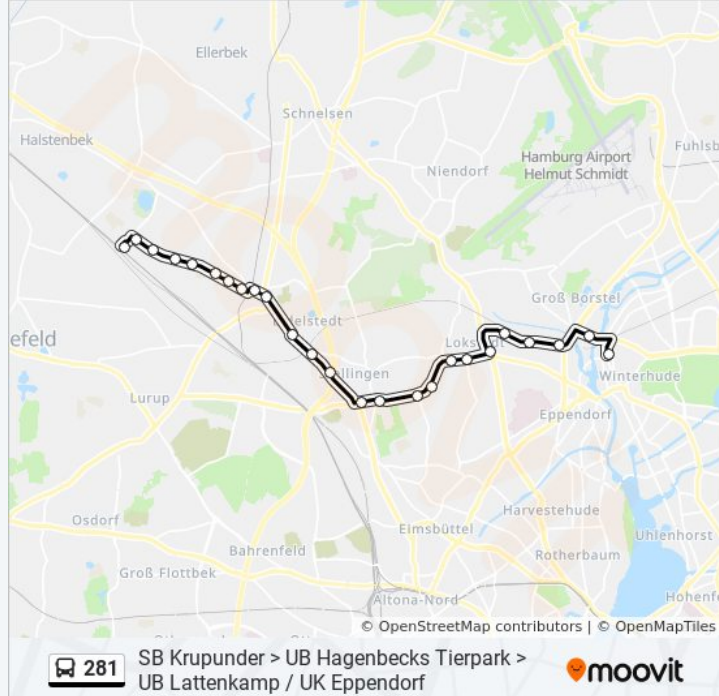 Ellerbek
Schnelsen
Halstenbek
Fuhlsb
Hamburg Airport
Helmut Schmidt
Niendorf
Groß Borstel
efeld
Lokst
Winterhude
Lurup
Eppendorf
Osdorf
Harvestehude
Eimsbüttel
Uhlenhorst
Bahrenfeld
Rotherbaum
Groß Flottbek
Hohenfe
Altona-Nord
© OpenStreetMap contributors | © OpenMapTiles
281
SB Krupunder > UB Hagenbecks Tierpark >
UB Lattenkamp / UK Eppendorf
moovit